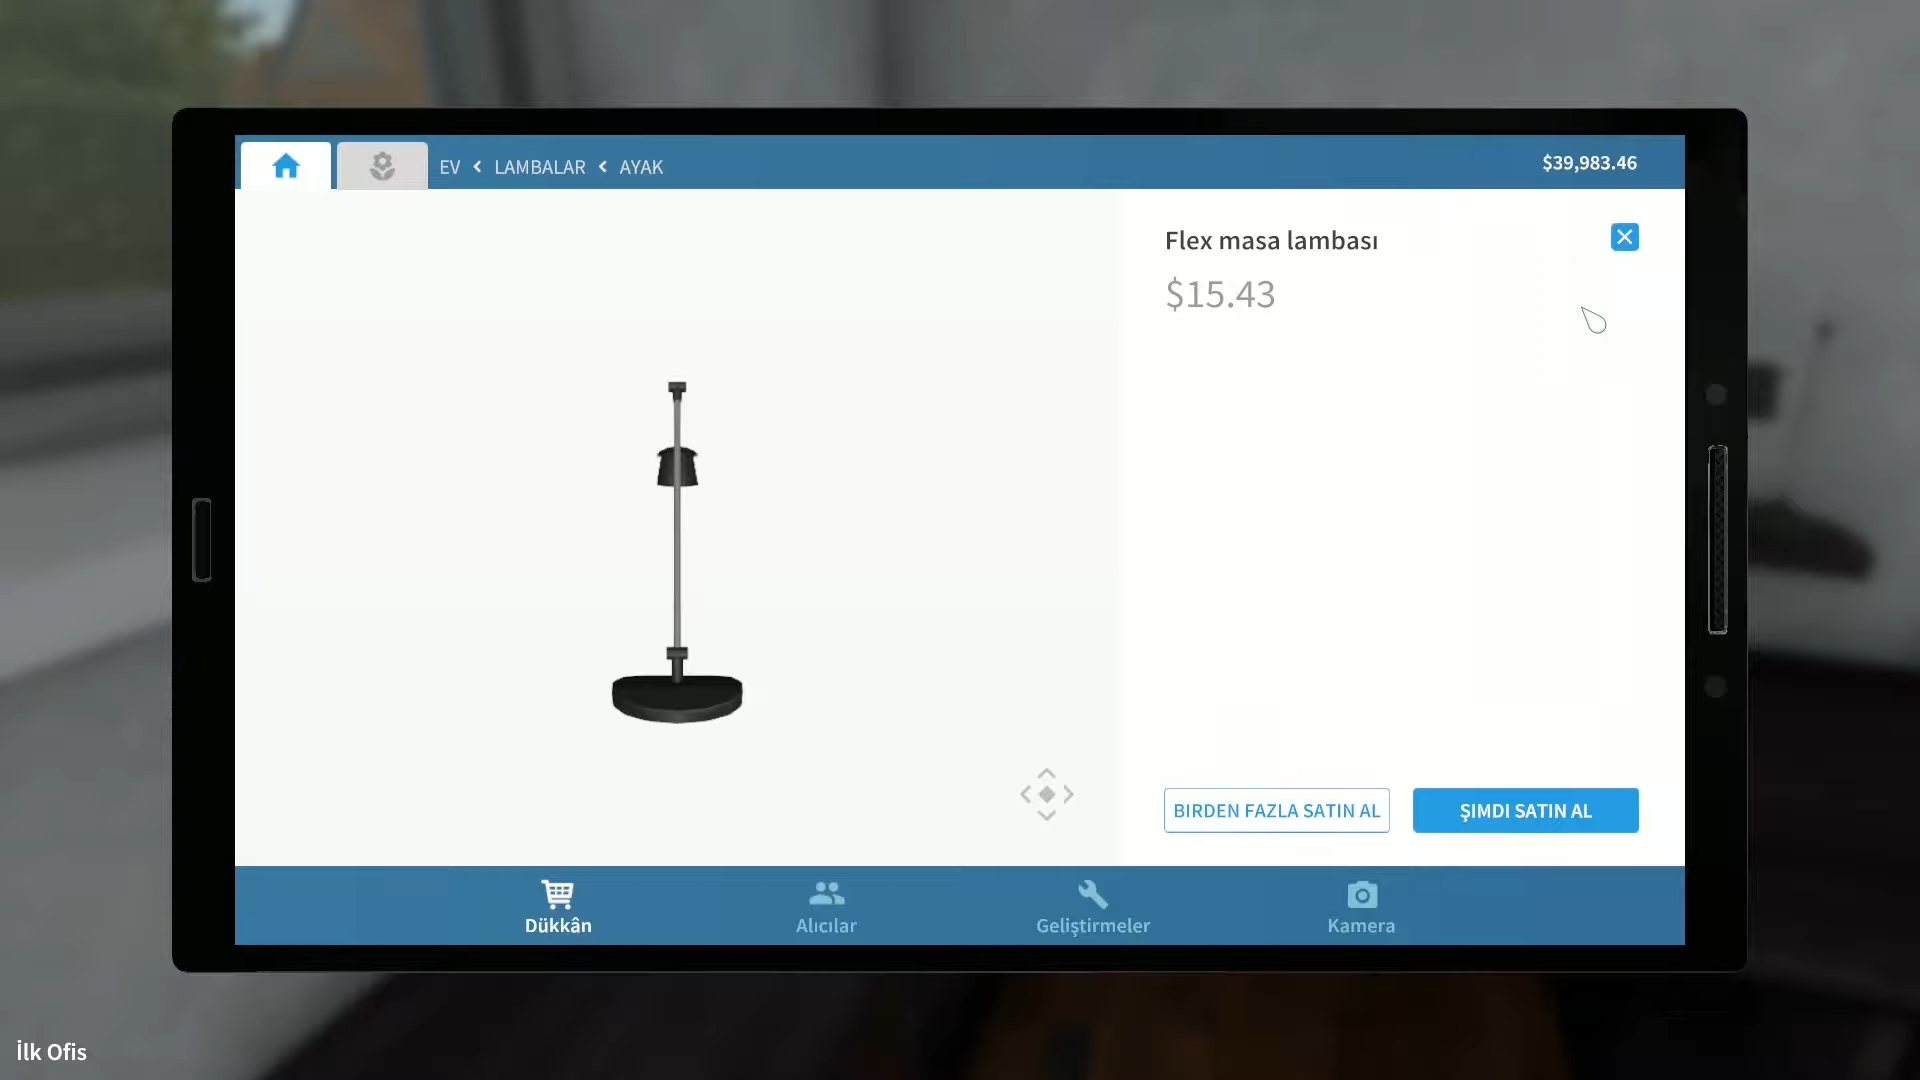 EV < LAMBALAR < AYAK
$39,983.46
Flex masa lambası
$15.43
BIRDEN FAZLA SATIN AL
ŞIMDI SATIN AL
Dükkân
Alıcılar
Geliştirmeler
Kamera
İlk Ofis